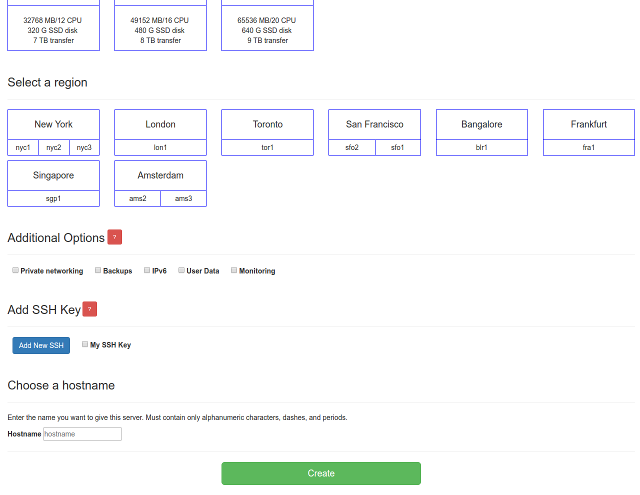 32768 MB/12 CPU
320 G SSD disk
7 TB transfer
49152 MB/16 CPU
480 G SSD disk
8 TB transfer
65536 MB/20 CPU
640 G SSD disk
9 TB transfer
Select a region
New York
nyc1 nyc2 nyc3
London
lon1
Toronto
tor1
San Francisco
sfo2 sfo1
Bangalore
blr1
Frankfurt
fra1
Singapore
sgp1
Amsterdam
ams2 ams3
Additional Options ?
Private networking Backups IPv6 User Data Monitoring
Add SSH Key ?
Add New SSH My SSH Key
Choose a hostname
Enter the name you want to give this server. Must contain only alphanumeric characters, dashes, and periods.
Hostname hostname
Create